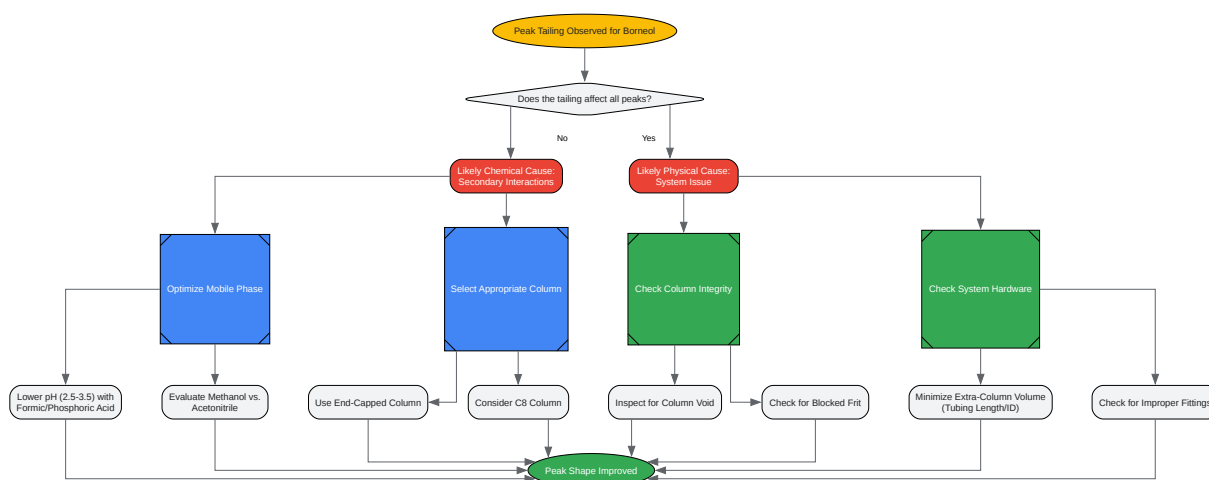 Peak Tailing Observed for Borneol
Does the tailing affect all peaks?
No
Yes
Likely Chemical Cause:
Secondary Interactions
Likely Physical Cause:
System Issue
Optimize Mobile Phase
Select Appropriate Column
Check Column Integrity
Check System Hardware
Lower pH (2.5-3.5) with
Formic/Phosphoric Acid
Evaluate Methanol vs.
Acetonitrile
Use End-Capped Column
Consider C8 Column
Inspect for Column Void
Check for Blocked Frit
Minimize Extra-Column Volume
(Tubing Length/ID)
Check for Improper Fittings
Peak Shape Improved